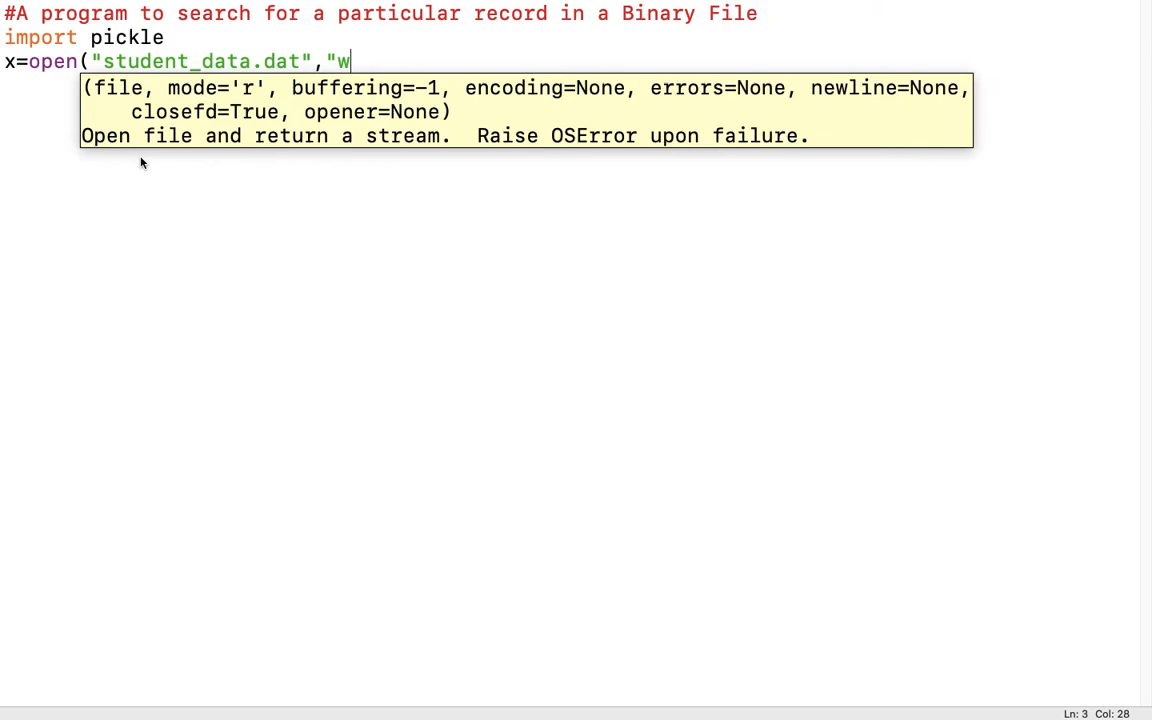 #A program to search for a particular record in a Binary File
import pickle
x=open("student_data.dat","w
(file, mode='r', buffering=-1, encoding=None, errors=None, newline=None,
closefd=True, opener=None)
Open file and return a stream.  Raise OSError upon failure.
Ln: 3  Col: 28